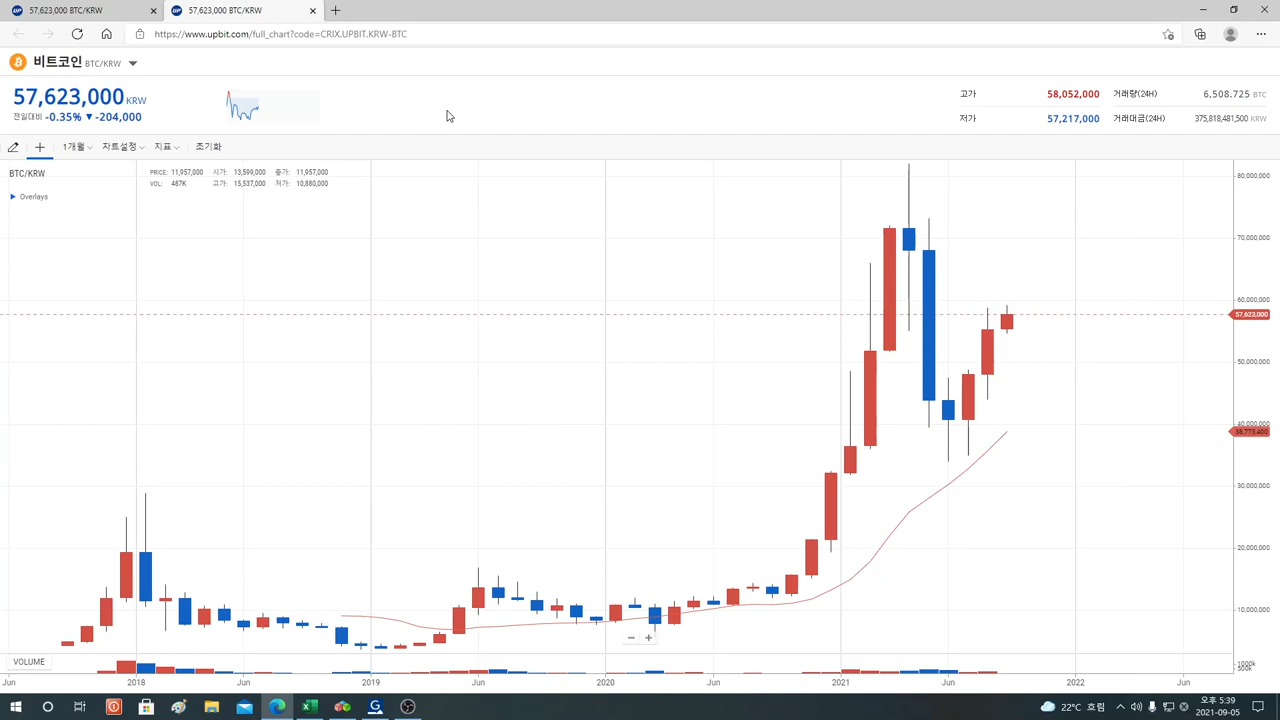 57,623,000 BTC/KRW
57,623,000 BTC/KRW
https://www.upbit.com/full_chart?code=CRIX.UPBIT.KRW-BTC
비트코인 BTC/KRW
57,623,000 KRW
전일대비 -0.35% ▼ -204,000
고가 58,052,000 거래량(24H) 6,508.725 BTC
저가 57,217,000 거래대금(24H) 375,818,481,500 KRW
1개월 차트설정 지표 초기화
BTC/KRW
PRICE: 11,957,000 시가: 13,599,000 종가: 11,957,000
VOL: 487K 고가: 15,537,000 저가: 10,880,000
Overlays
80,000,000
70,000,000
60,000,000
57,623,000
50,000,000
40,000,000
30,000,000
20,000,000
10,000,000
VOLUME
1000k
500k
Jun 2018 Jun 2019 Jun 2020 Jun 2021 Jun 2022 Jun
22℃ 흐림
오후 5:39
2021-09-05